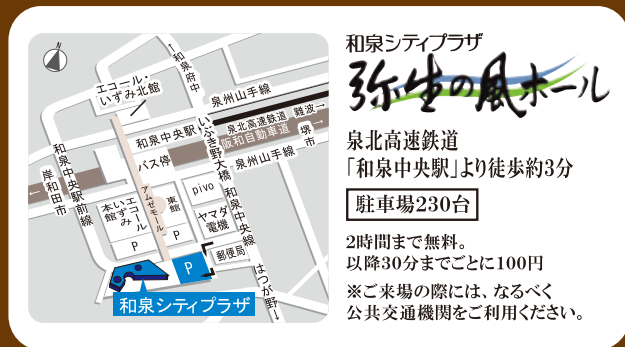 N
エコール・
いずみ北館
↑和泉府中
泉州山手線
和泉中央駅
泉北高速鉄道
難波→
阪和自動車道
堺市→
泉州山手線
バス停
いぶき野大橋
←岸和田市
和泉中央駅前線
アムゼモール
エコール
いずみ
本館
東館
pivo
ヤマダ
電機
和泉中央線
P
P
郵便局
P
はつが野↓
和泉シティプラザ
和泉シティプラザ
弥生の風ホール
泉北高速鉄道
「和泉中央駅」より徒歩約3分
駐車場230台
2時間まで無料。
以降30分までごとに100円
※ご来場の際には、なるべく
公共交通機関をご利用ください。